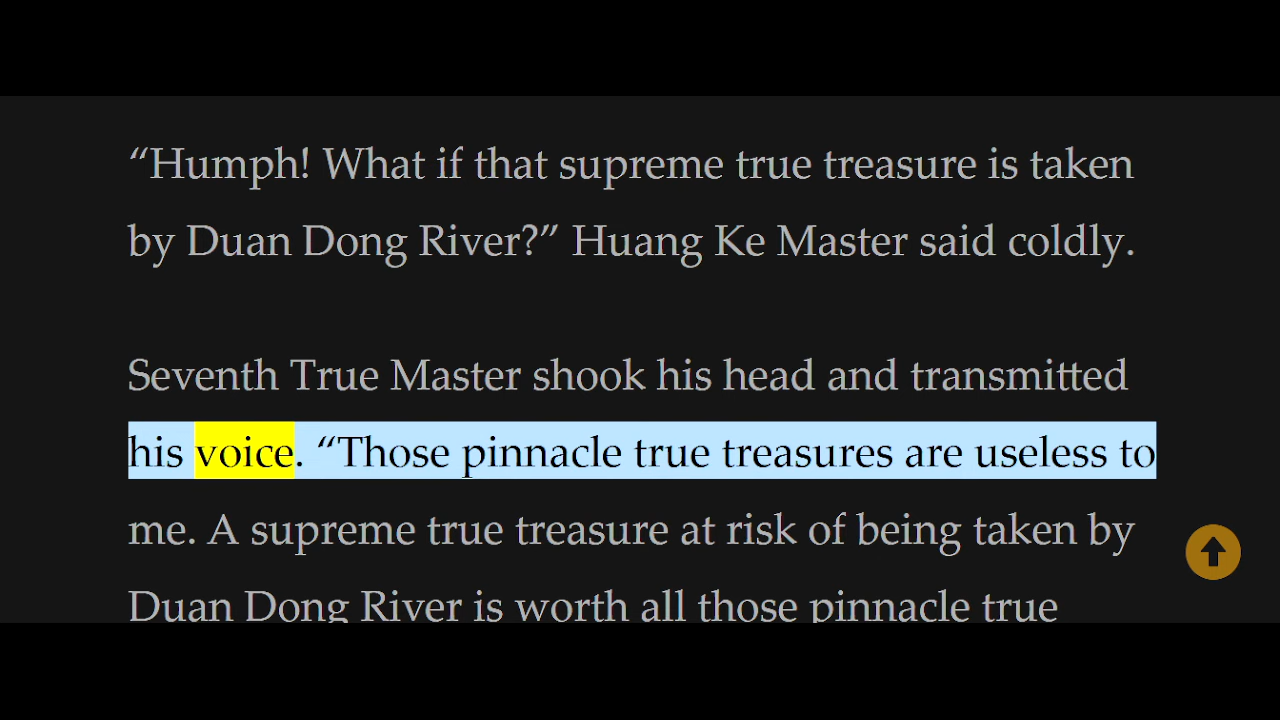 “Humph! What if that supreme true treasure is taken
by Duan Dong River?” Huang Ke Master said coldly.
Seventh True Master shook his head and transmitted
his voice. “Those pinnacle true treasures are useless to
me. A supreme true treasure at risk of being taken by
Duan Dong River is worth all those pinnacle true